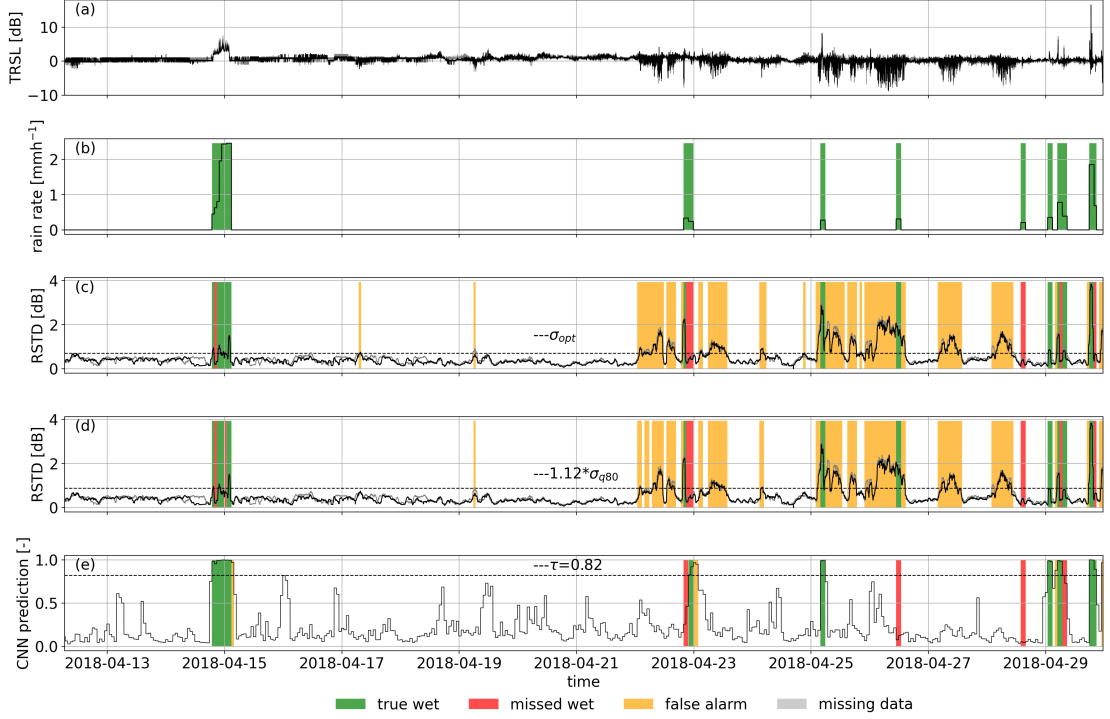 (a)
TRSL [dB]
10
0
−10
(b)
rain rate [mmh⁻¹]
2
1
0
(c)
RSTD [dB]
4
2
0
---σopt
(d)
RSTD [dB]
4
2
0
---1.12*σq80
(e)
CNN prediction [-]
1.0
0.5
0.0
---τ=0.82
2018-04-13 2018-04-15 2018-04-17 2018-04-19 2018-04-21 2018-04-23 2018-04-25 2018-04-27 2018-04-29
time
true wet missed wet false alarm missing data